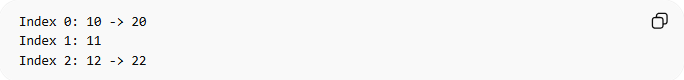 Index 0: 10 -> 20
Index 1: 11
Index 2: 12 -> 22